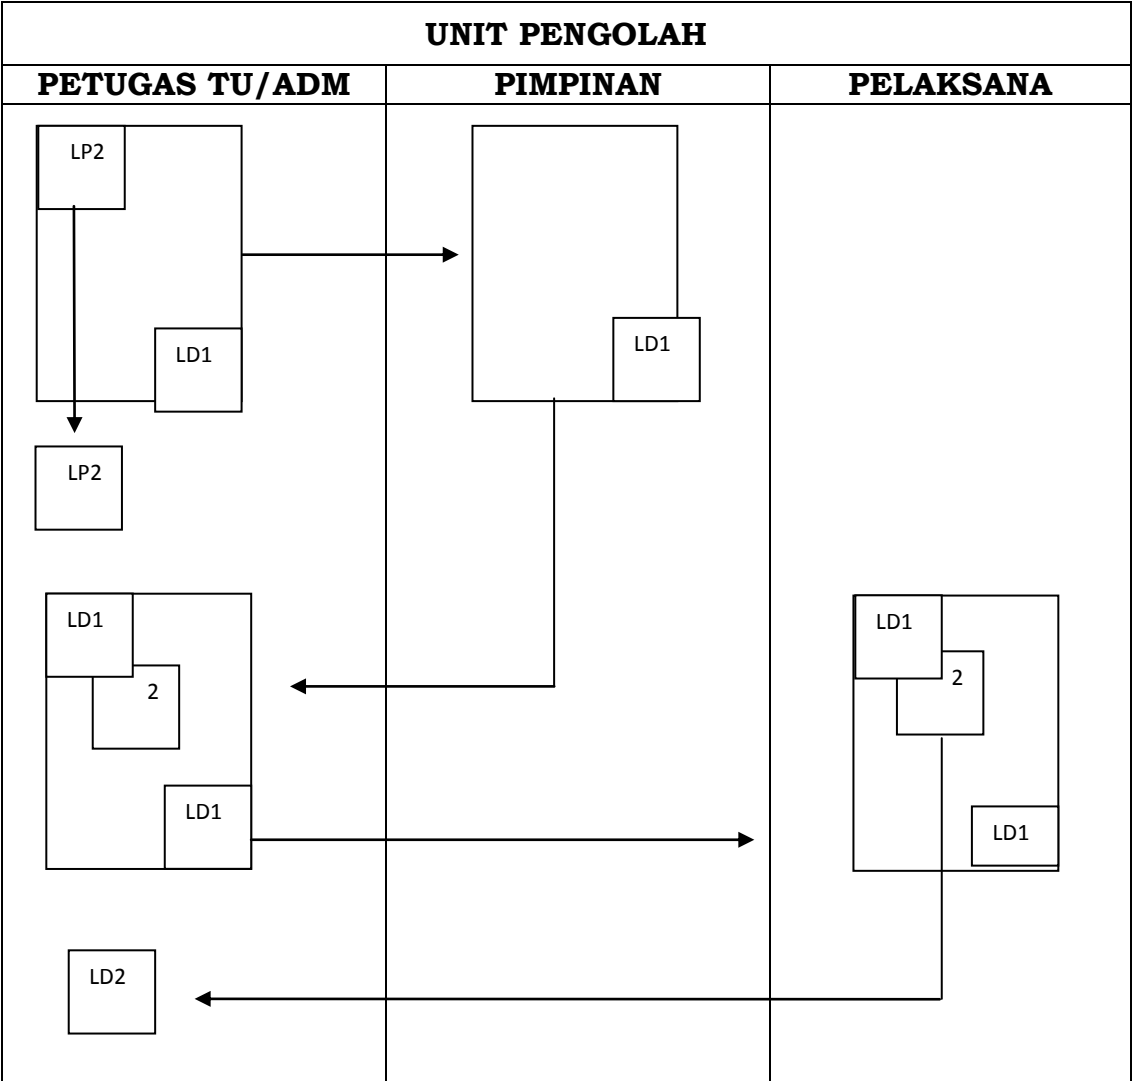 UNIT PENGOLAH
PETUGAS TU/ADM
PIMPINAN
PELAKSANA
LP2
LD1
LD1
LP2
LD1
2
LD1
LD1
2
LD1
LD2